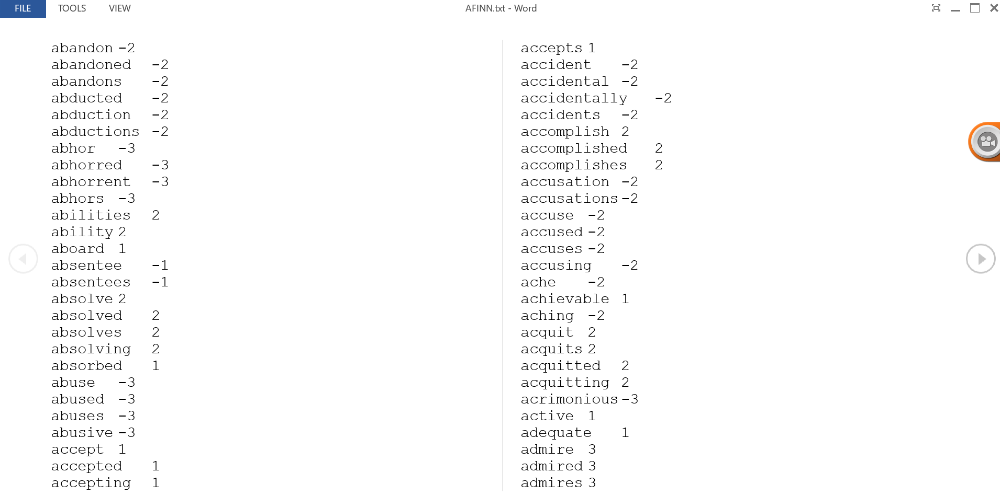 FILE TOOLS VIEW AFINN.txt - Word
abandon -2
abandoned -2
abandons -2
abducted -2
abduction -2
abductions -2
abhor -3
abhorred -3
abhorrent -3
abhors -3
abilities 2
ability 2
aboard 1
absentee -1
absentees -1
absolve 2
absolved 2
absolves 2
absolving 2
absorbed 1
abuse -3
abused -3
abuses -3
abusive -3
accept 1
accepted 1
accepting 1
accepts 1
accident -2
accidental -2
accidentally -2
accidents -2
accomplish 2
accomplished 2
accomplishes 2
accusation -2
accusations -2
accuse -2
accused -2
accuses -2
accusing -2
ache -2
achievable 1
aching -2
acquit 2
acquits 2
acquitted 2
acquitting 2
acrimonious -3
active 1
adequate 1
admire 3
admired 3
admires 3